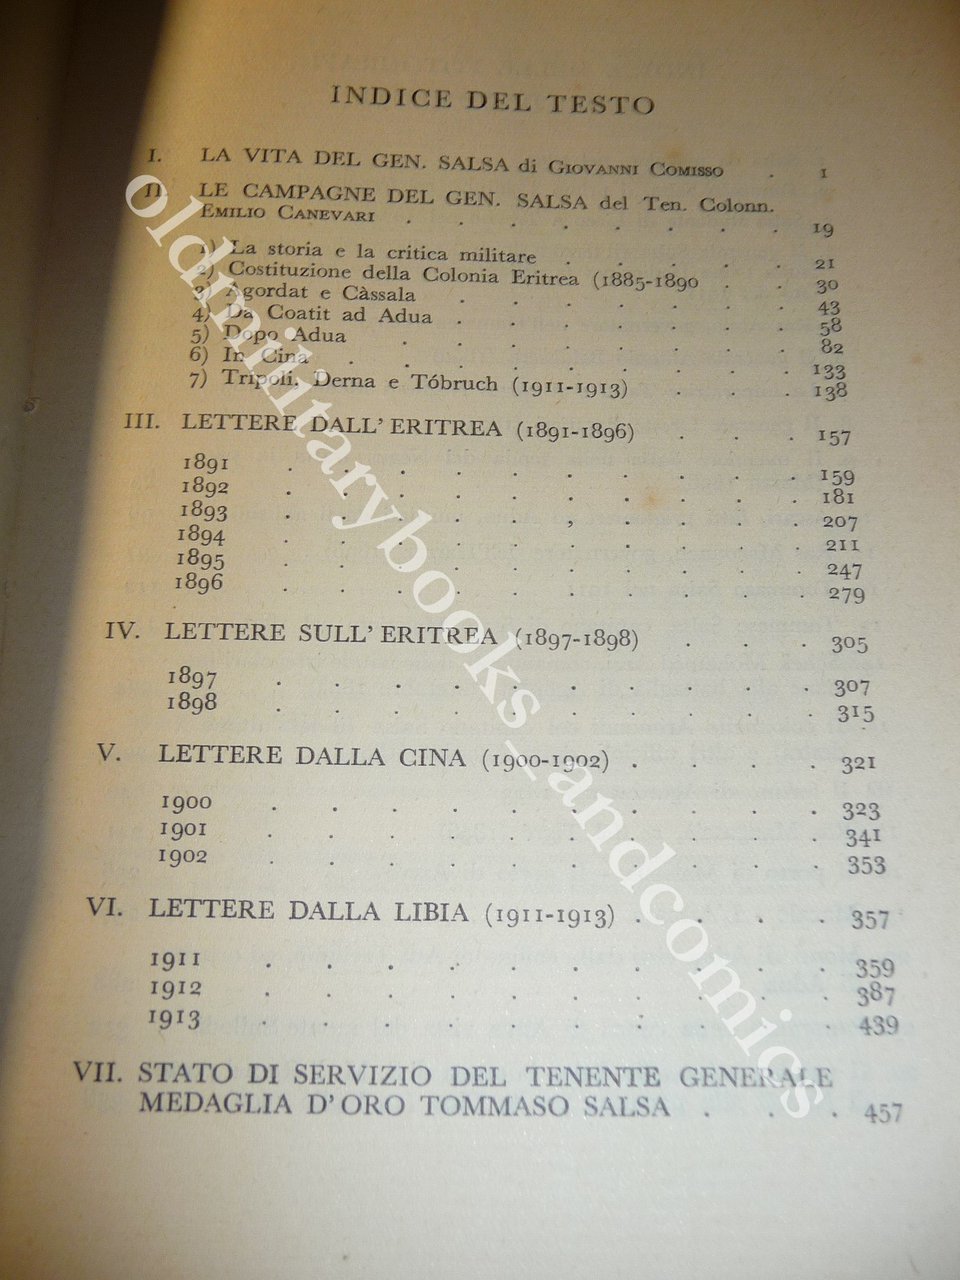 INDICE DEL TESTO
I. LA VITA DEL GEN. SALSA di Giovanni Comisso . 1
II. LE CAMPAGNE DEL GEN. SALSA del Ten. Colonn.
Emilio Canevari . . . . . . . 19
1) La storia e la critica militare . . . . 21
2) Costituzione della Colonia Eritrea (1885-1890 . . 30
3) Agordat e Càssala . . . . . . 43
4) Da Coatit ad Adua . . . . . . 58
5) Dopo Adua . . . . . . . 82
6) In Cina . . . . . . . . 133
7) Tripoli, Derna e Tóbruch (1911-1913) . . . 138
III. LETTERE DALL'ERITREA (1891-1896) . . . 157
1891 . . . . . . . . . 159
1892 . . . . . . . . . . 181
1893 . . . . . , . . . . 207
1894 . . . . . . . . . . 211
1895 . . . . . . . . . . 247
1896 . . . . . . . . . . 279
IV. LETTERE SULL'ERITREA (1897-1898) . . . 305
1897 . . . . . . . . . . 307
1898 . . . . . . . . . . 315
V. LETTERE DALLA CINA (1900-1902) . . . . 321
1900 . . . . . . . . . . 323
1901 . . . . . . . . . . 341
1902 . . . . . . . . . . 353
VI. LETTERE DALLA LIBIA (1911-1913) . . . . 357
1911 . . . . . . . . . . 359
1912 . . . . . . . . . . 387
1913 . . . . . . . . . . 439
VII. STATO DI SERVIZIO DEL TENENTE GENERALE
MEDAGLIA D'ORO TOMMASO SALSA . . . 457
oldmilitarybooks_andcomics